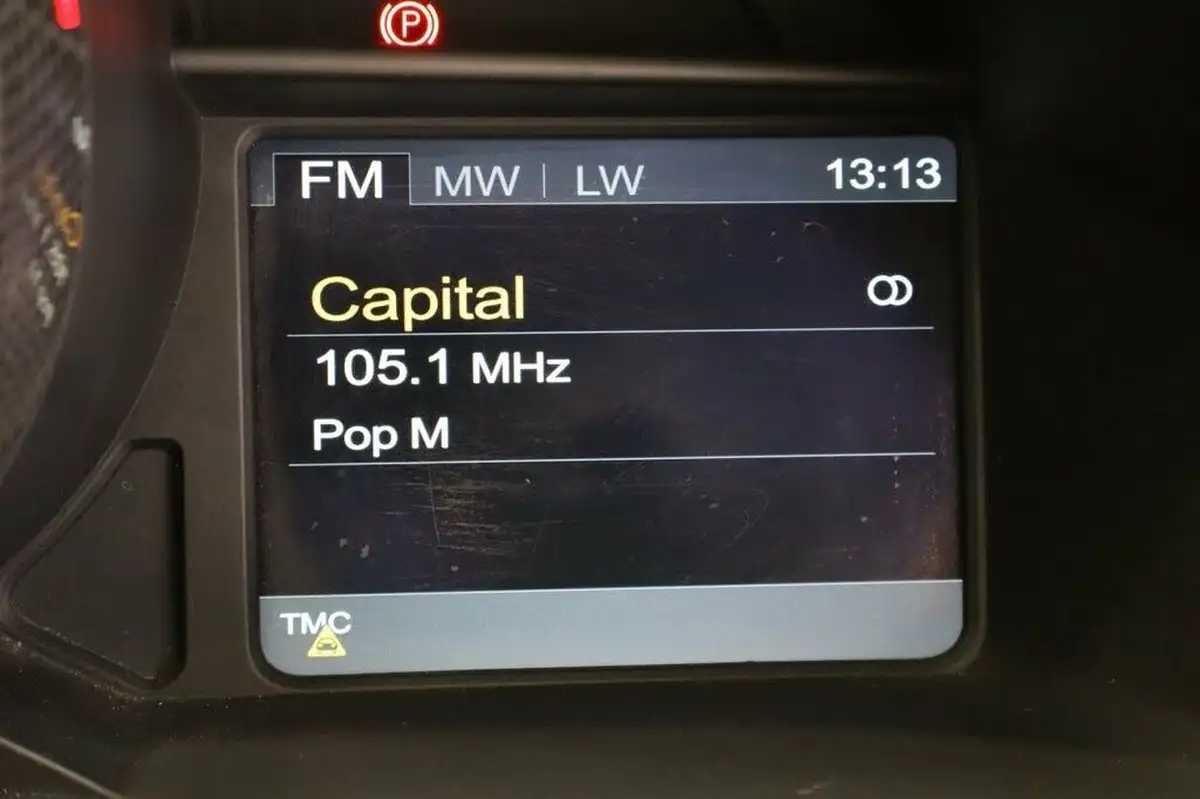 P
FM MW | LW 13:13
Capital
105.1 MHz
Pop M
TMC